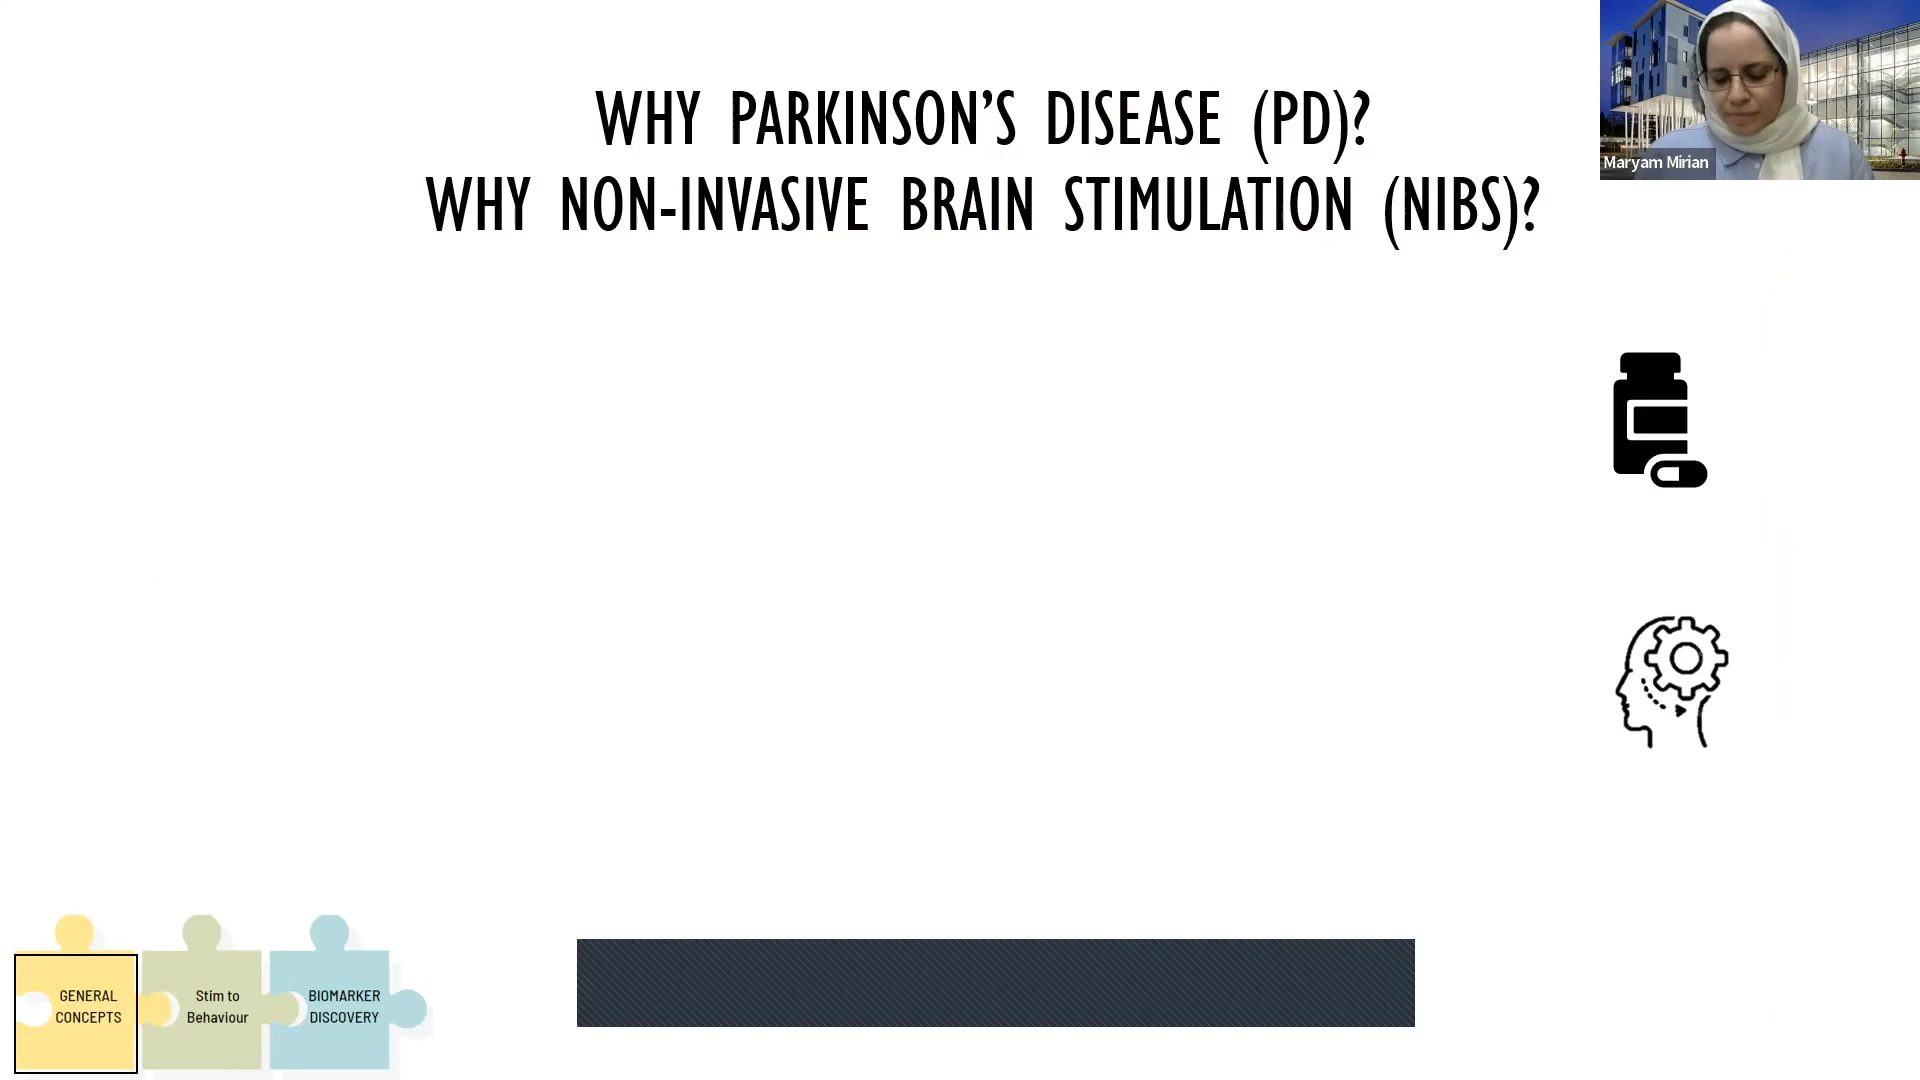 WHY PARKINSON’S DISEASE (PD)?
WHY NON-INVASIVE BRAIN STIMULATION (NIBS)?
Maryam Mirian
GENERAL
CONCEPTS
Stim to
Behaviour
BIOMARKER
DISCOVERY